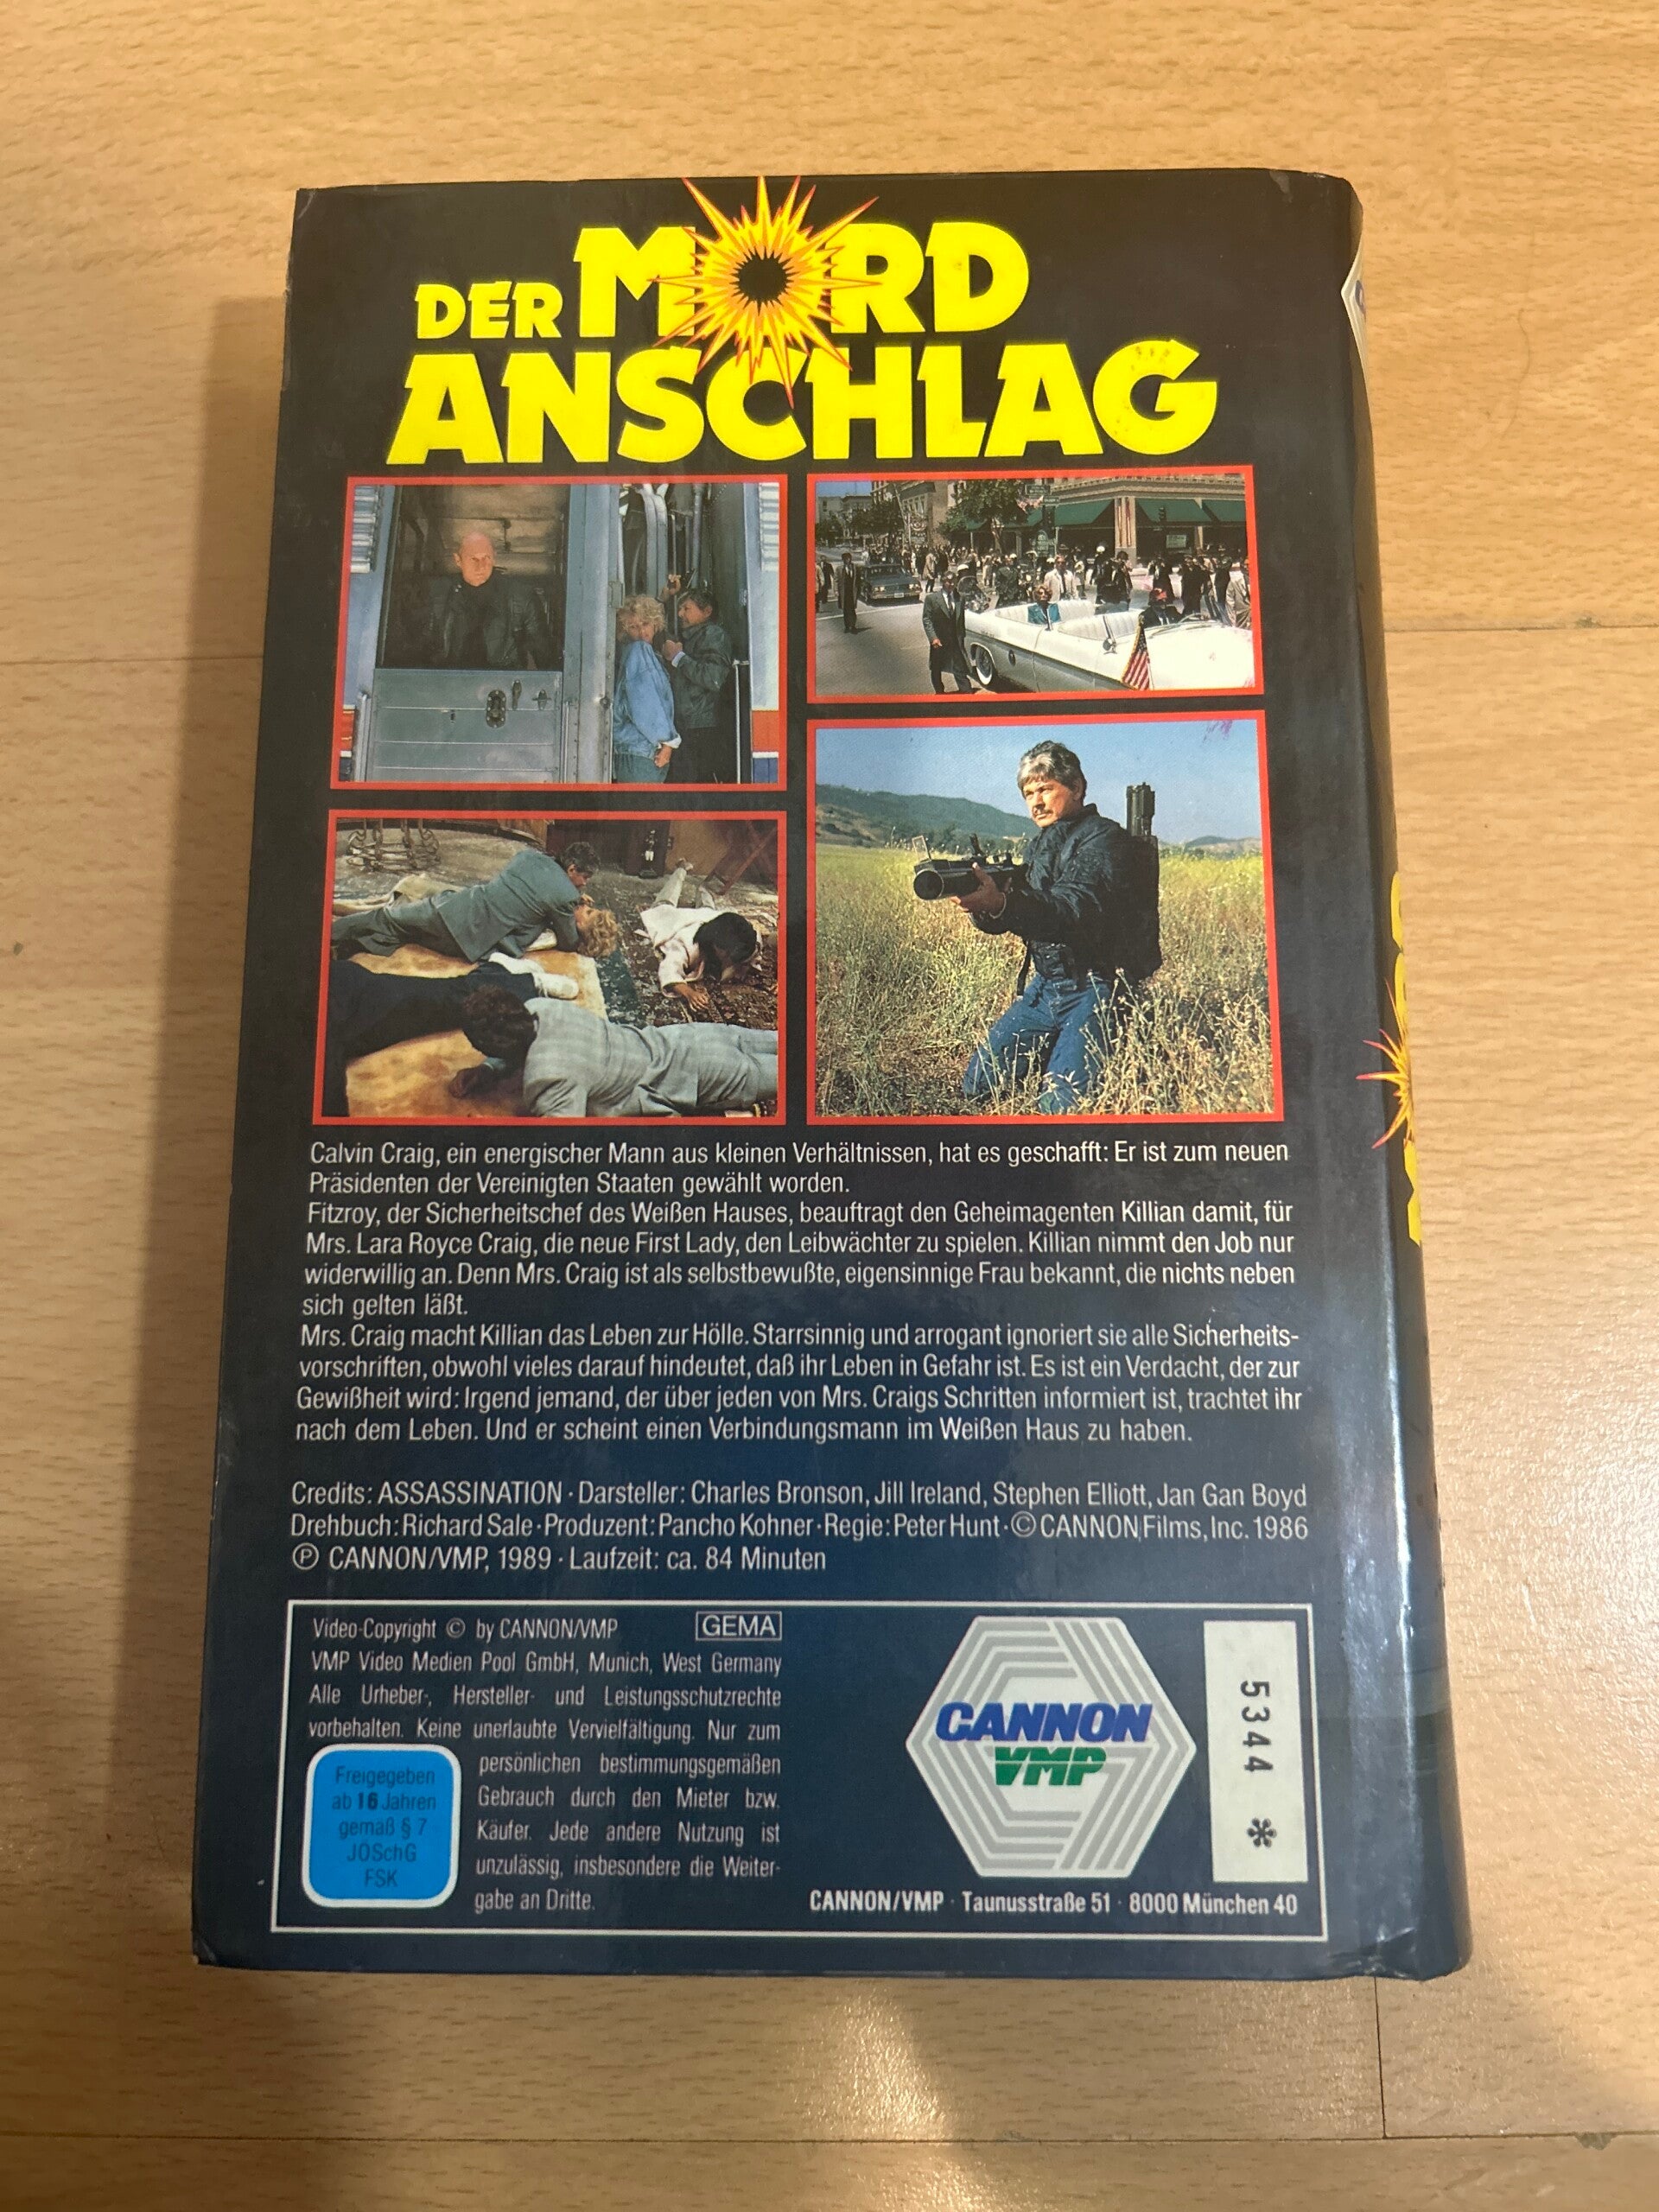 DER MORD
ANSCHLAG
Calvin Craig, ein energischer Mann aus kleinen Verhältnissen, hat es geschafft: Er ist zum neuen
Präsidenten der Vereinigten Staaten gewählt worden.
Fitzroy, der Sicherheitschef des Weißen Hauses, beauftragt den Geheimagenten Killian damit, für
Mrs. Lara Royce Craig, die neue First Lady, den Leibwächter zu spielen. Killian nimmt den Job nur
widerwillig an. Denn Mrs. Craig ist als selbstbewußte, eigensinnige Frau bekannt, die nichts neben
sich gelten läßt.
Mrs. Craig macht Killian das Leben zur Hölle. Starrsinnig und arrogant ignoriert sie alle Sicherheits-
vorschriften, obwohl vieles darauf hindeutet, daß ihr Leben in Gefahr ist. Es ist ein Verdacht, der zur
Gewißheit wird: Irgend jemand, der über jeden von Mrs. Craigs Schritten informiert ist, trachtet ihr
nach dem Leben. Und er scheint einen Verbindungsmann im Weißen Haus zu haben.
Credits: ASSASSINATION · Darsteller: Charles Bronson, Jill Ireland, Stephen Elliott, Jan Gan Boyd
Drehbuch: Richard Sale · Produzent: Pancho Kohner · Regie: Peter Hunt · © CANNON Films, Inc. 1986
℗ CANNON/VMP, 1989 · Laufzeit: ca. 84 Minuten
Video-Copyright © by CANNON/VMP GEMA
VMP Video Medien Pool GmbH, Munich, West Germany
Alle Urheber-, Hersteller- und Leistungsschutzrechte
vorbehalten. Keine unerlaubte Vervielfältigung. Nur zum
persönlichen bestimmungsgemäßen
Gebrauch durch den Mieter bzw.
Käufer. Jede andere Nutzung ist
unzulässig, insbesondere die Weiter-
gabe an Dritte.
Freigegeben
ab 16 Jahren
gemäß § 7
JÖSchG
FSK
CANNON
VMP
5344 *
CANNON/VMP · Taunusstraße 51 · 8000 München 40